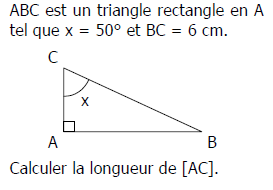 ABC est un triangle rectangle en A
tel que x = 50° et BC = 6 cm.
C
x
A
B
Calculer la longueur de [AC].